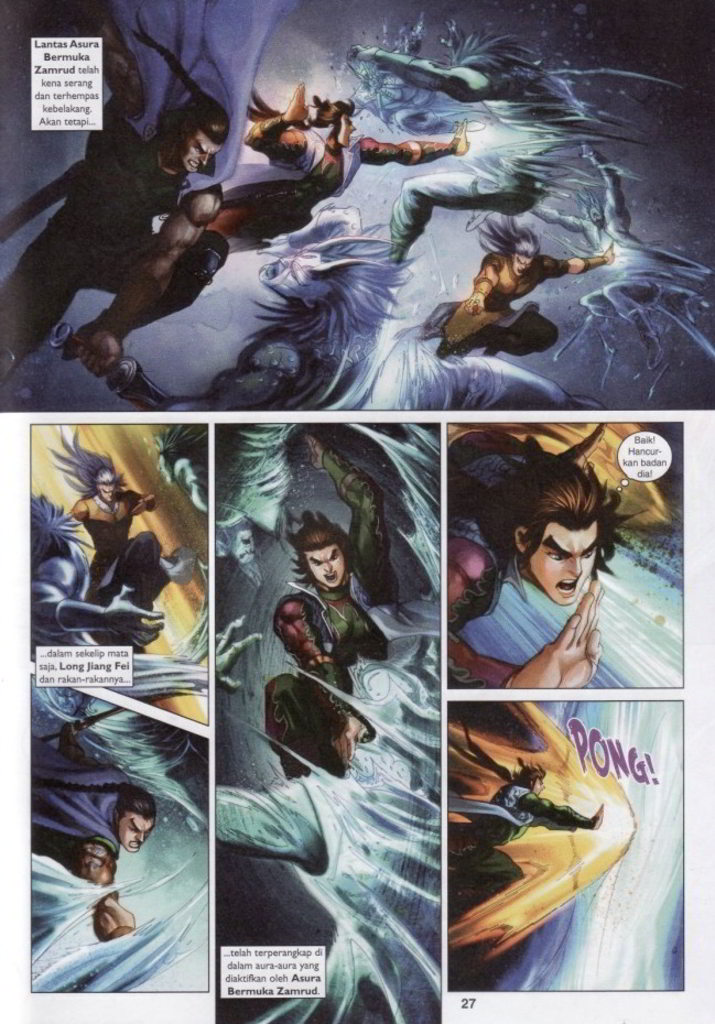 Lantas Asura
Bermuka
Zamrud telah
kena serang
dan terhempas
kebelakang.
Akan tetapi...
...dalam sekelip mata
saja, Long Jiang Fei
dan rakan-rakannya...
...telah terperangkap di
dalam aura-aura yang
diaktifkan oleh Asura
Bermuka Zamrud.
Baik!
Hancur-
kan badan
dia!
PONG!
27